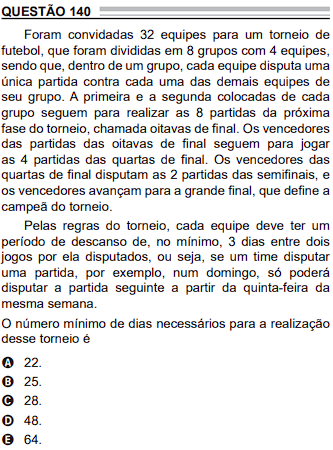 QUESTÃO 140
Foram convidadas 32 equipes para um torneio de
futebol, que foram divididas em 8 grupos com 4 equipes,
sendo que, dentro de um grupo, cada equipe disputa uma
única partida contra cada uma das demais equipes de
seu grupo. A primeira e a segunda colocadas de cada
grupo seguem para realizar as 8 partidas da próxima
fase do torneio, chamada oitavas de final. Os vencedores
das partidas das oitavas de final seguem para jogar
as 4 partidas das quartas de final. Os vencedores das
quartas de final disputam as 2 partidas das semifinais, e
os vencedores avançam para a grande final, que define a
campeã do torneio.
Pelas regras do torneio, cada equipe deve ter um
período de descanso de, no mínimo, 3 dias entre dois
jogos por ela disputados, ou seja, se um time disputar
uma partida, por exemplo, num domingo, só poderá
disputar a partida seguinte a partir da quinta-feira da
mesma semana.
O número mínimo de dias necessários para a realização
desse torneio é
A 22.
B 25.
C 28.
D 48.
E 64.